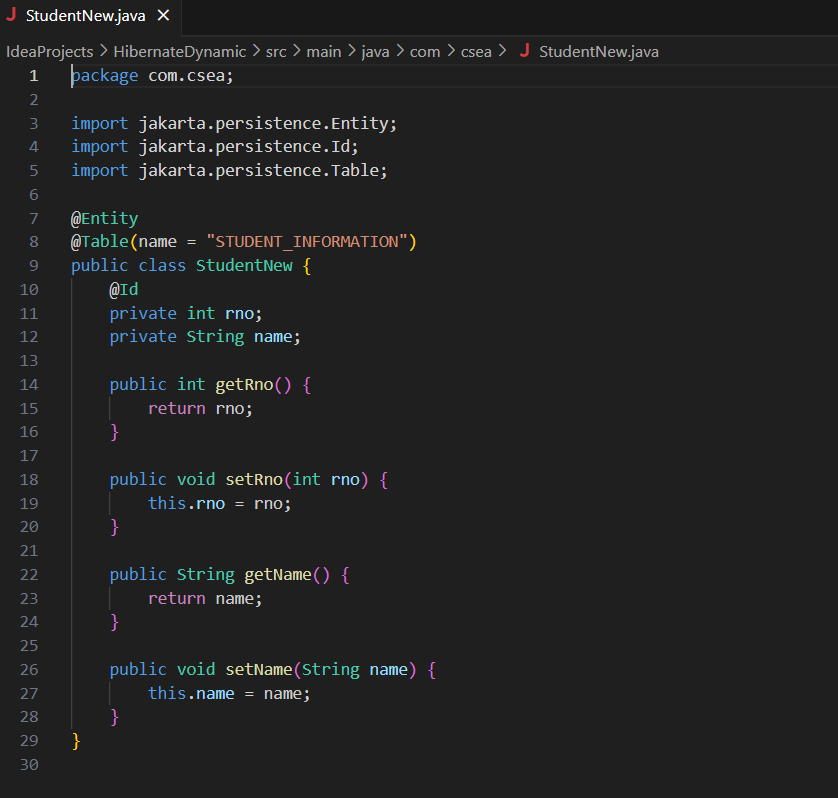 StudentNew.java
IdeaProjects > HibernateDynamic > src > main > java > com > csea > StudentNew.java
1 package com.csea;
2
3 import jakarta.persistence.Entity;
4 import jakarta.persistence.Id;
5 import jakarta.persistence.Table;
6
7 @Entity
8 @Table(name = "STUDENT_INFORMATION")
9 public class StudentNew {
10     @Id
11     private int rno;
12     private String name;
13
14     public int getRno() {
15         return rno;
16     }
17
18     public void setRno(int rno) {
19         this.rno = rno;
20     }
21
22     public String getName() {
23         return name;
24     }
25
26     public void setName(String name) {
27         this.name = name;
28     }
29 }
30